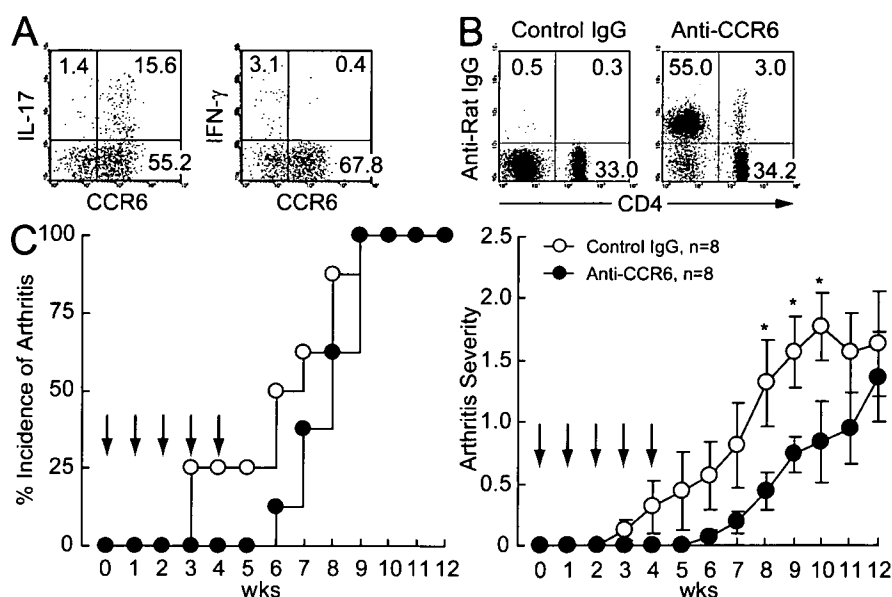 A
IL-17
1.4 15.6
55.2
CCR6
IFN-γ
3.1 0.4
67.8
CCR6
B
Control IgG Anti-CCR6
Anti-Rat IgG
0.5 0.3
33.0
55.0 3.0
34.2
CD4
C
% Incidence of Arthritis
100
75
50
25
0
0 1 2 3 4 5 6 7 8 9 10 11 12
wks
Arthritis Severity
2.5
2.0
1.5
1.0
0.5
0
Control IgG, n=8
Anti-CCR6, n=8
* * *
0 1 2 3 4 5 6 7 8 9 10 11 12
wks